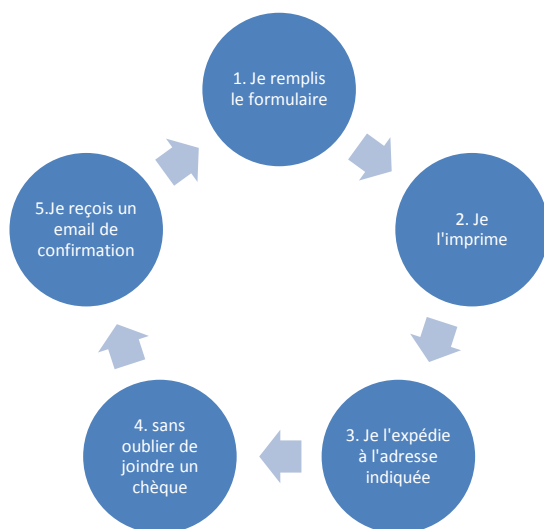 1. Je remplis
le formulaire
2. Je
l'imprime
3. Je l'expédie
à l'adresse
indiquée
4. sans
oublier de
joindre un
chèque
5.Je reçois un
email de
confirmation